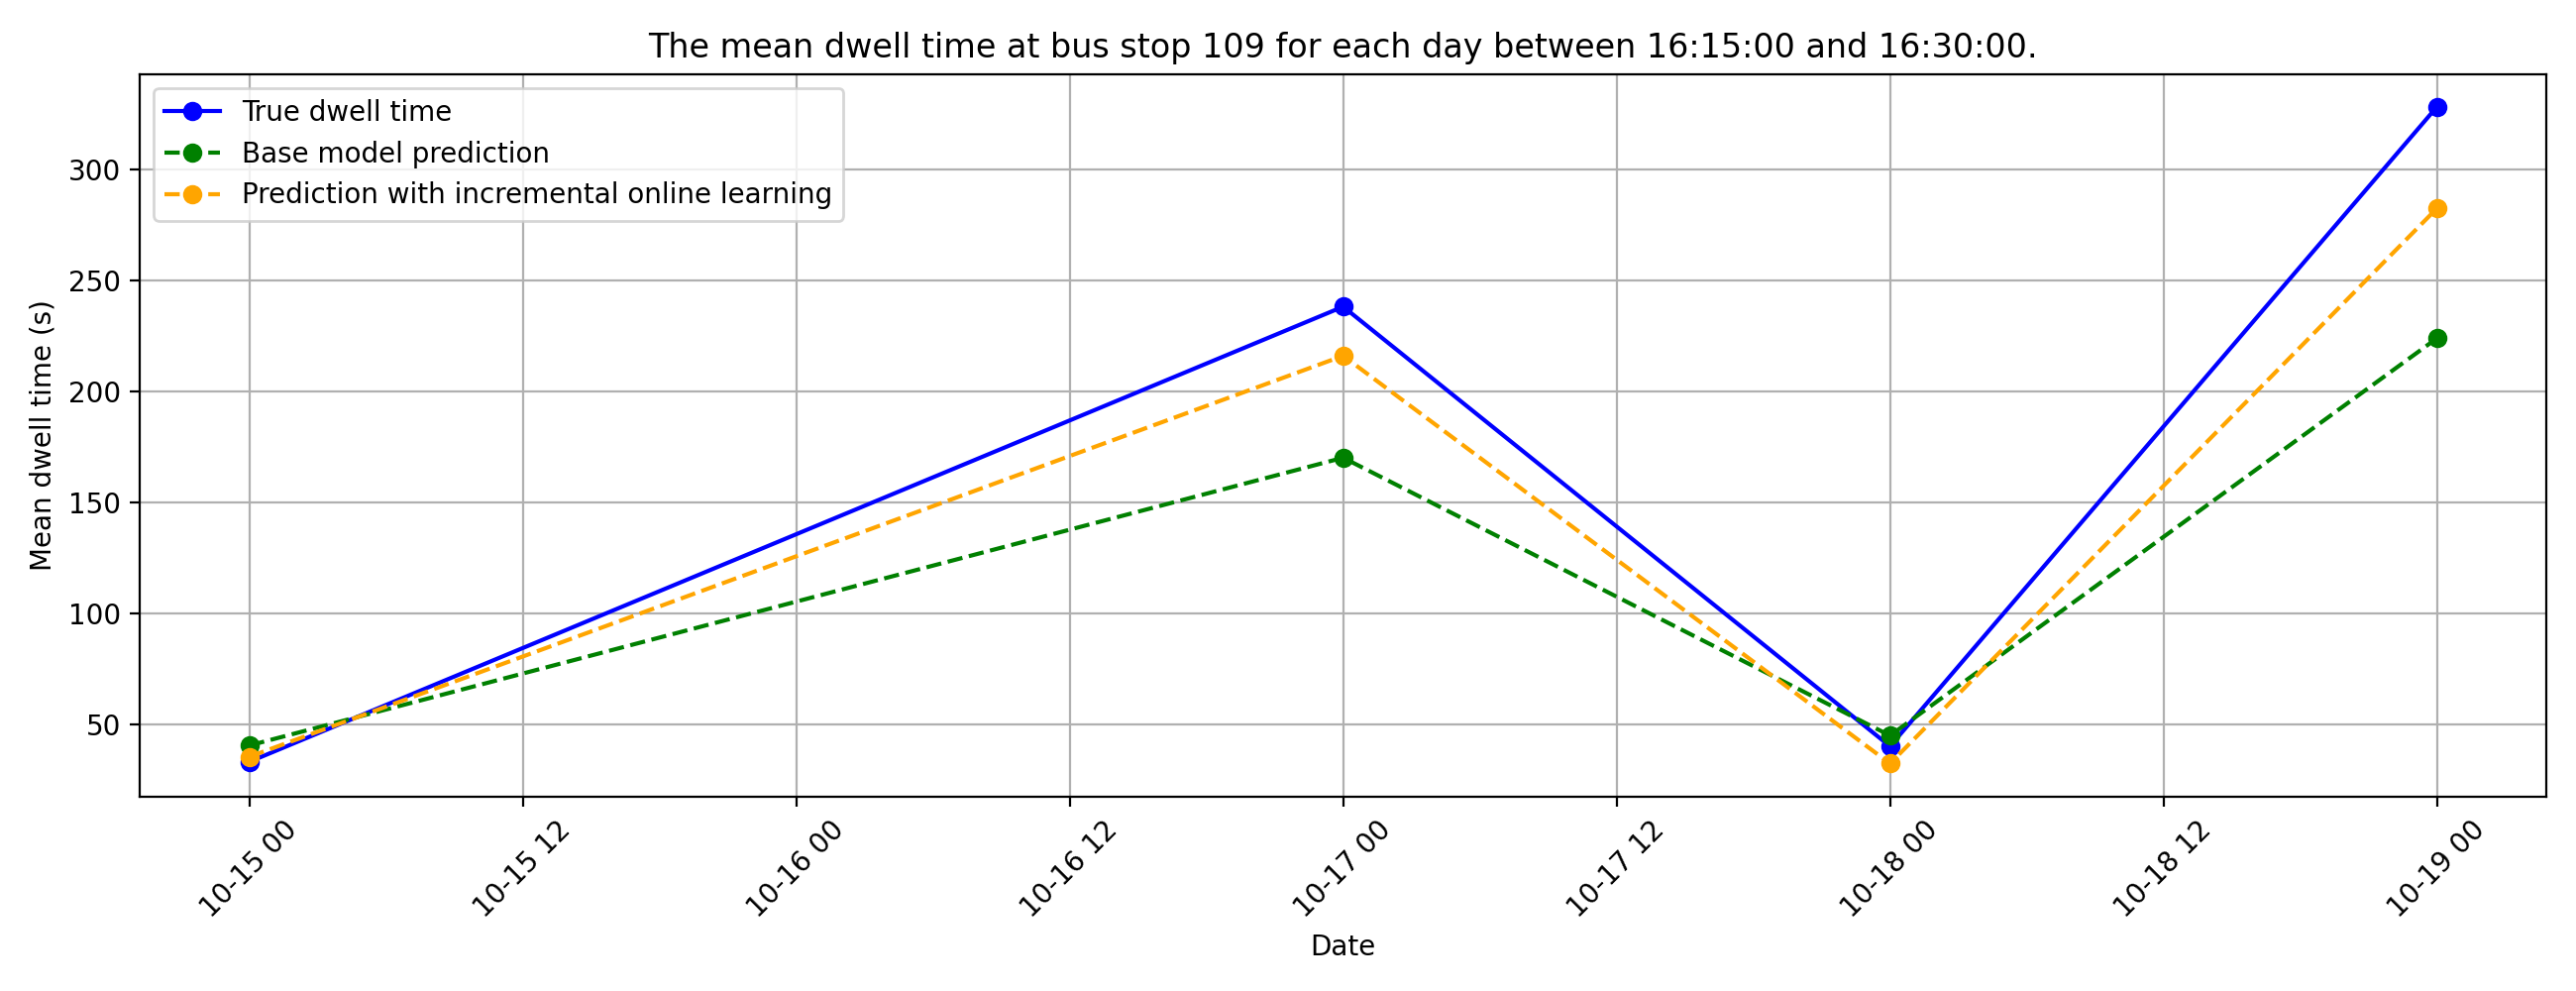 The mean dwell time at bus stop 109 for each day between 16:15:00 and 16:30:00.
True dwell time
Base model prediction
Prediction with incremental online learning
Mean dwell time (s)
300
250
200
150
100
50
10-15 00
10-15 12
10-16 00
10-16 12
10-17 00
10-17 12
10-18 00
10-18 12
10-19 00
Date